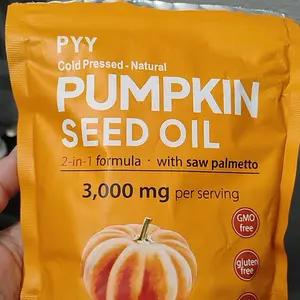 PYY
Cold Pressed - Natural
PUMPKIN
SEED OIL
2-in-1 formula · with saw palmetto
3,000 mg per serving
GMO
free
gluten
free